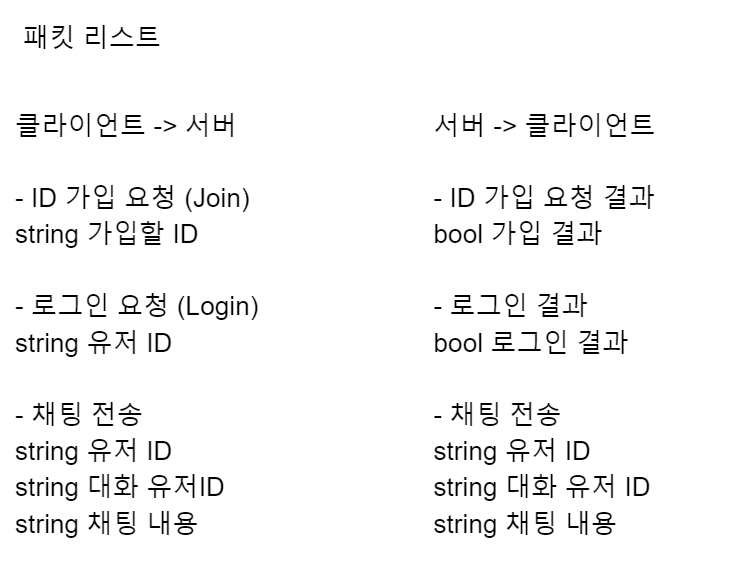 패킷 리스트
클라이언트 -> 서버
- ID 가입 요청 (Join)
string 가입할 ID
- 로그인 요청 (Login)
string 유저 ID
- 채팅 전송
string 유저 ID
string 대화 유저ID
string 채팅 내용
서버 -> 클라이언트
- ID 가입 요청 결과
bool 가입 결과
- 로그인 결과
bool 로그인 결과
- 채팅 전송
string 유저 ID
string 대화 유저 ID
string 채팅 내용